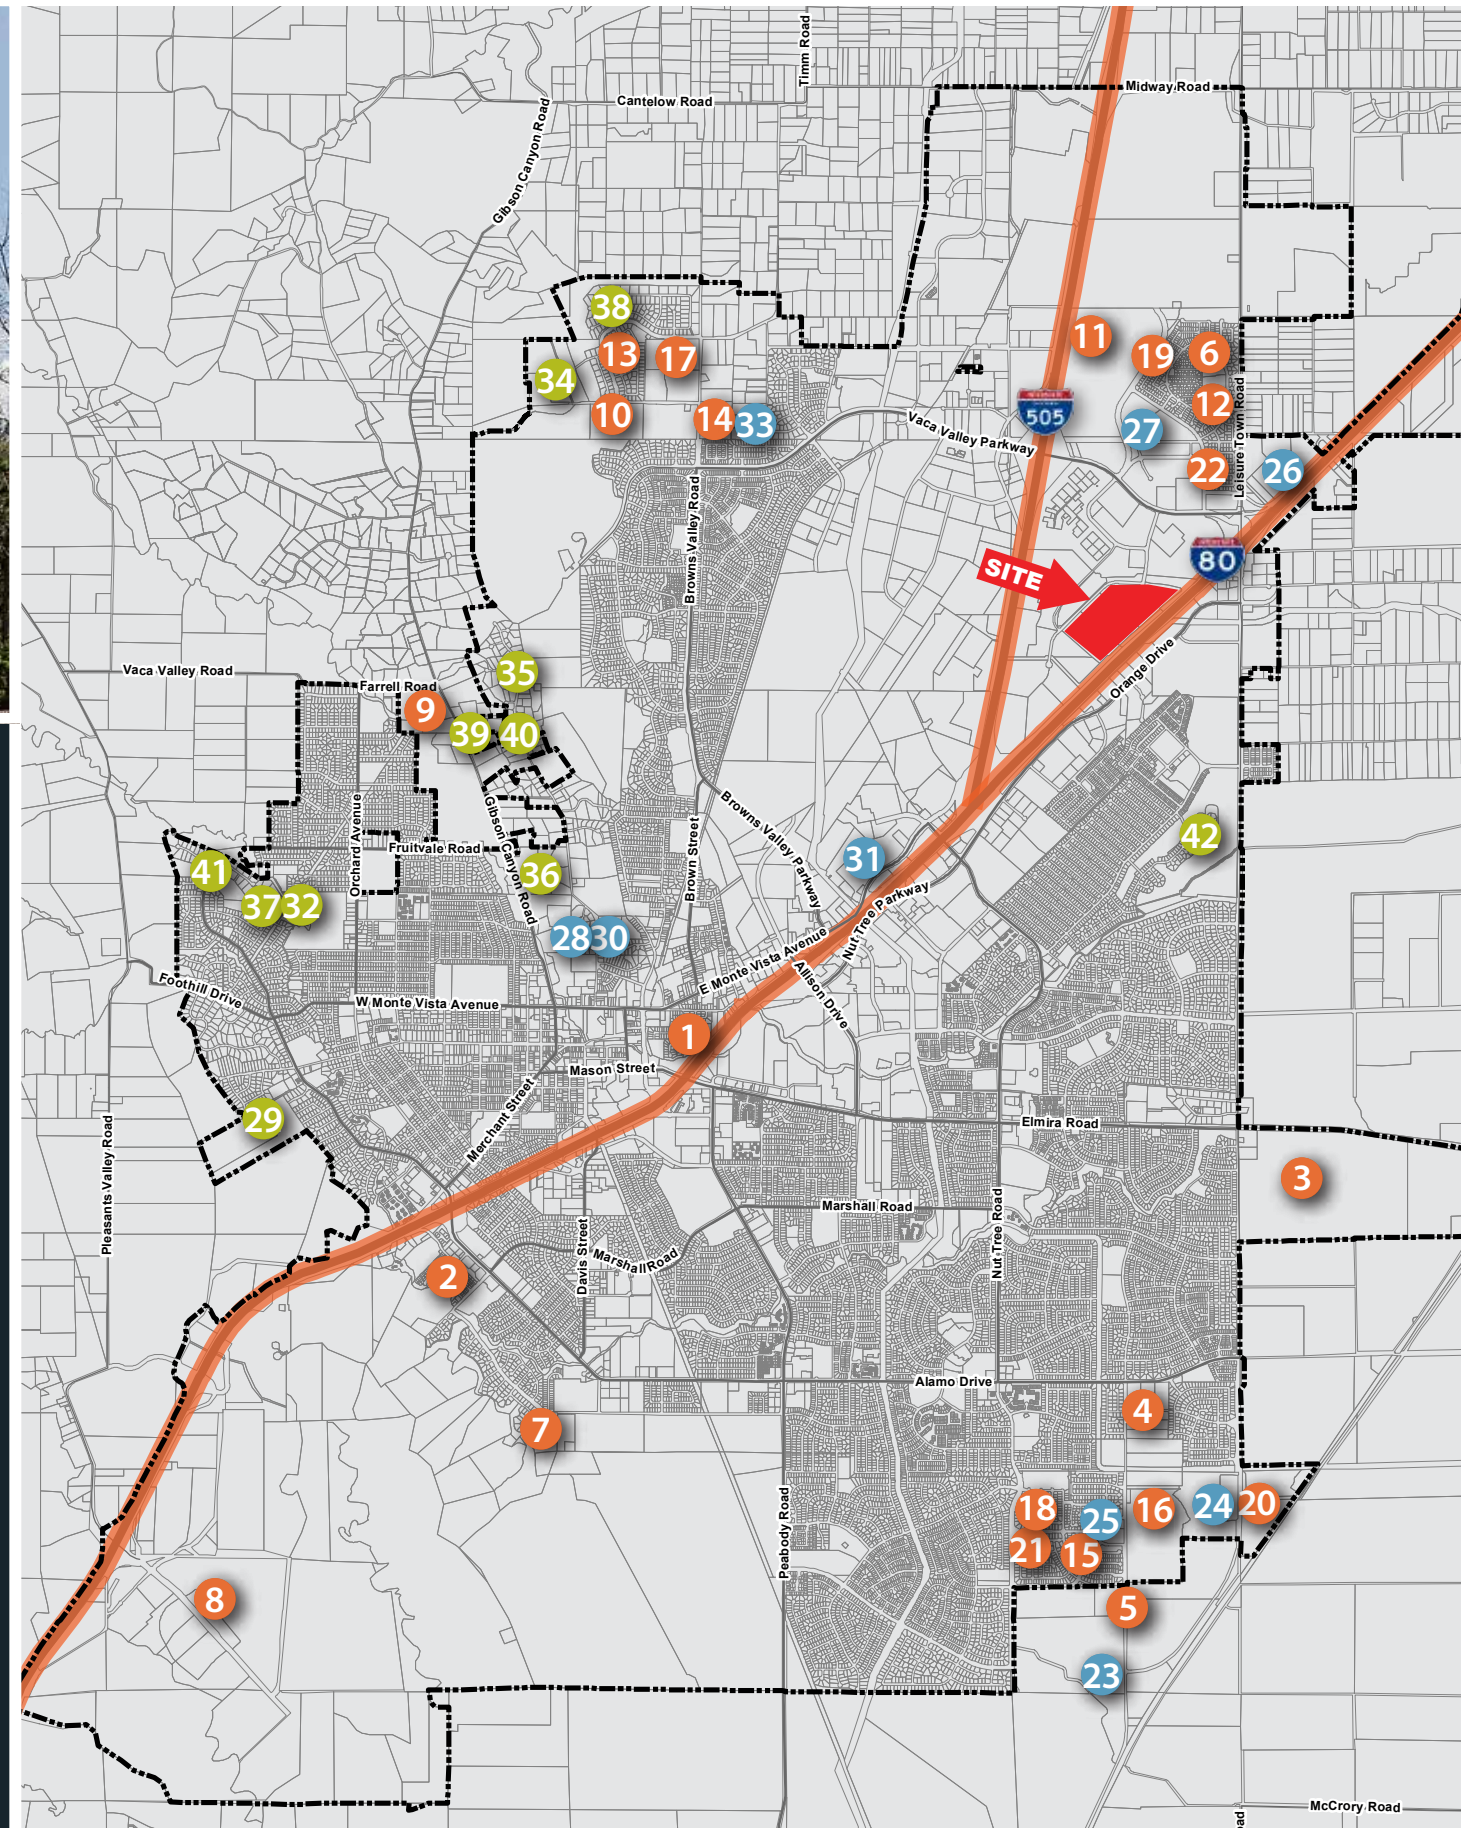 Timm Road
Midway Road
Cantelow Road
Gibson Canyon Road
38
11
13
17
19
6
34
505
12
10
14
33
Vaca Valley Parkway
27
Leisure Town Road
22
26
Browns Valley Road
80
SITE
Orange Drive
35
Vaca Valley Road
Farrell Road
9
39
40
Browns Valley Parkway
Gibson Canyon Road
Orchard Avenue
Brown Street
42
Fruitvale Road
31
41
36
37
32
Nut Tree Parkway
28
30
E Monte Vista Avenue
Allison Drive
Foothill Drive
W Monte Vista Avenue
1
Mason Street
Merchant Street
29
Elmira Road
Pleasants Valley Road
3
Marshall Road
Nut Tree Road
Davis Street
Marshall Road
2
Alamo Drive
4
7
Peabody Road
18
25
16
24
20
21
15
8
5
23
McCrory Road
ad